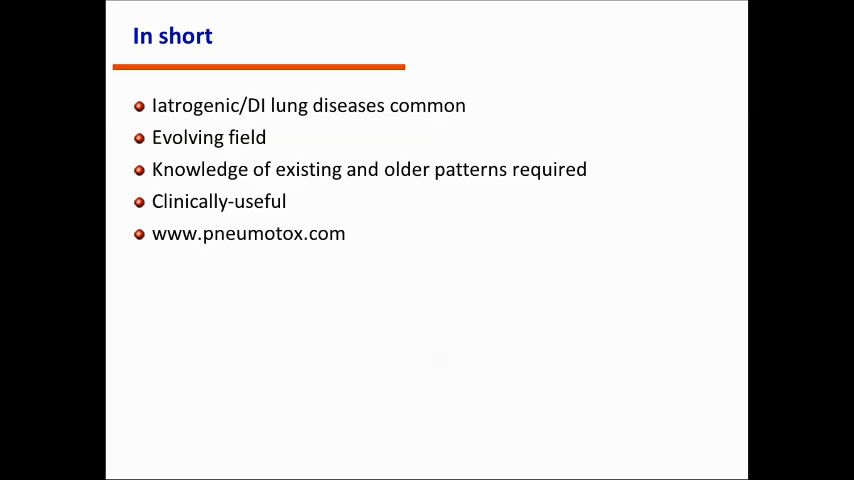 In short
Iatrogenic/DI lung diseases common
Evolving field
Knowledge of existing and older patterns required
Clinically-useful
www.pneumotox.com